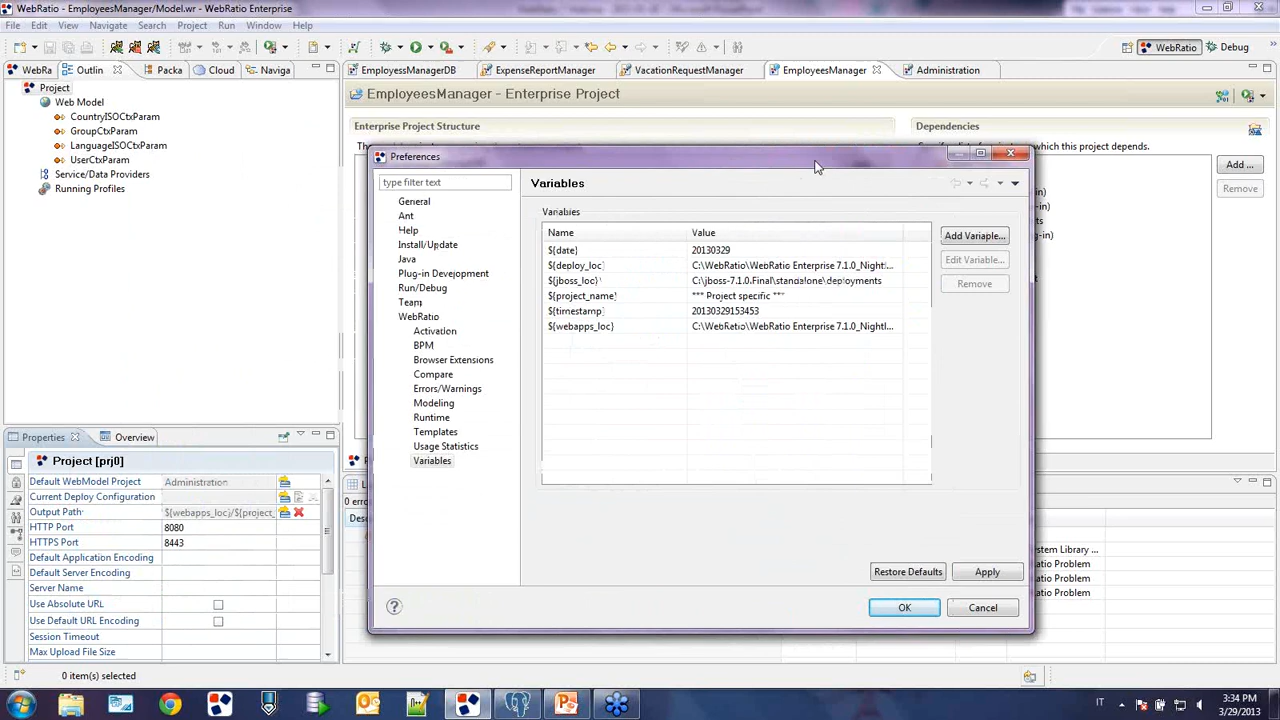 WebRatio - EmployeesManager/Model.wr - WebRatio Enterprise
File Edit View Navigate Search Project Run Window Help
WebRatio Debug
WebRa Outlin Packa Cloud Naviga
EmployessManagerDB ExpenseReportManager VacationRequestManager EmployeesManager Administration
Project
Web Model
CountryISOCtxParam
GroupCtxParam
LanguageISOCtxParam
UserCtxParam
Service/Data Providers
Running Profiles
EmployeesManager - Enterprise Project
Enterprise Project Structure
Dependencies
which this project depends.
Add ...
Remove
Preferences
type filter text
General
Ant
Help
Install/Update
Java
Plug-in Development
Run/Debug
Team
WebRatio
Activation
BPM
Browser Extensions
Compare
Errors/Warnings
Modeling
Runtime
Templates
Usage Statistics
Variables
Variables
Variables
Name Value
${date} 20130329
${deploy_loc} C:\WebRatio\WebRatio Enterprise 7.1.0_Nightl...
${jboss_loc} C:\jboss-7.1.0.Final\standalone\deployments
${project_name} *** Project specific ***
${timestamp} 20130329153453
${webapps_loc} C:\WebRatio\WebRatio Enterprise 7.1.0_Nightl...
Add Variable...
Edit Variable...
Remove
Restore Defaults Apply
OK Cancel
Properties Overview
Project [prj0]
Default WebModel Project Administration
Current Deploy Configuration
Output Path ${webapps_loc}/${project_
HTTP Port 8080
HTTPS Port 8443
Default Application Encoding
Default Server Encoding
Server Name
Use Absolute URL
Use Default URL Encoding
Session Timeout
Max Upload File Size
0 item(s) selected
IT 3:34 PM
3/29/2013